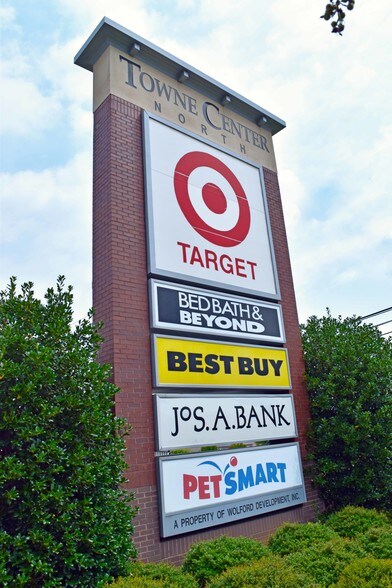 TOWNE CENTER
NORTH
TARGET
BED BATH &
BEYOND
BEST BUY
JoS. A. BANK
PETSMART
A PROPERTY OF WOLFORD DEVELOPMENT, INC.